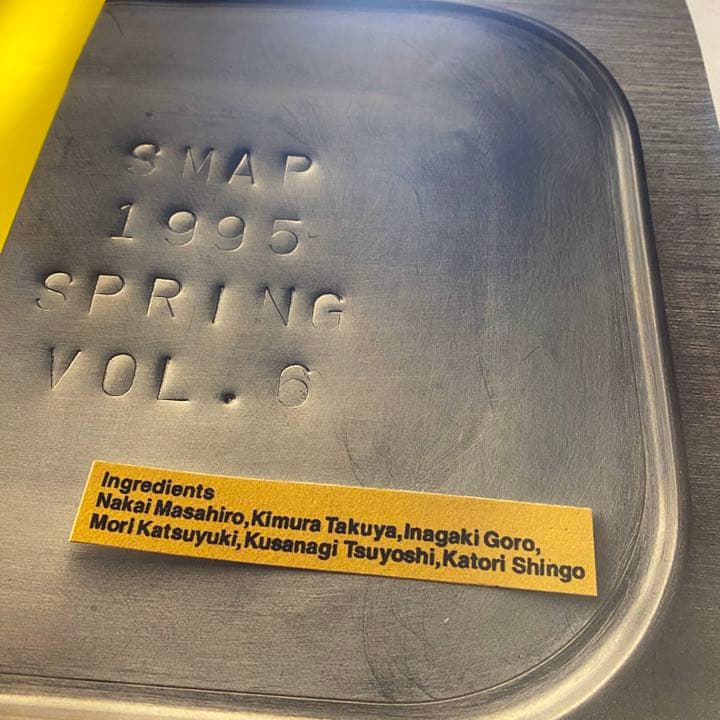 SMAP
1995
SPRING
VOL.6
Ingredients
Nakai Masahiro,Kimura Takuya,Inagaki Goro,
Mori Katsuyuki,Kusanagi Tsuyoshi,Katori Shingo